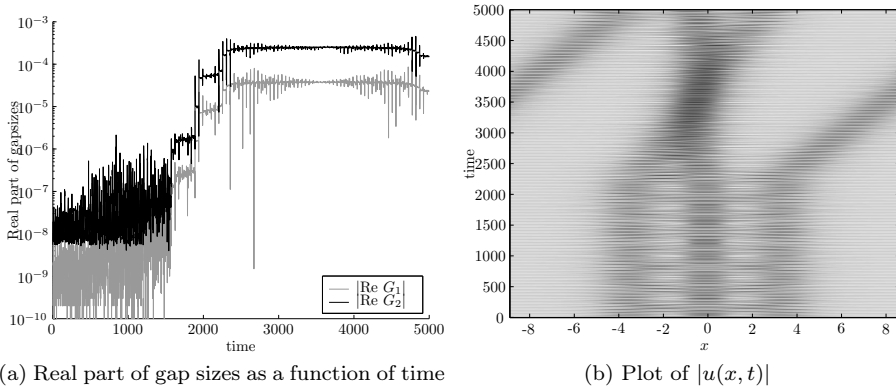 10^{-3}
10^{-4}
10^{-5}
10^{-6}
10^{-7}
10^{-8}
10^{-9}
10^{-10}
Real part of gapsizes
0 1000 2000 3000 4000 5000
time
|Re G_1|
|Re G_2|
(a) Real part of gap sizes as a function of time
5000
4500
4000
3500
3000
2500
2000
1500
1000
500
0
time
-8 -6 -4 -2 0 2 4 6 8
x
(b) Plot of |u(x, t)|